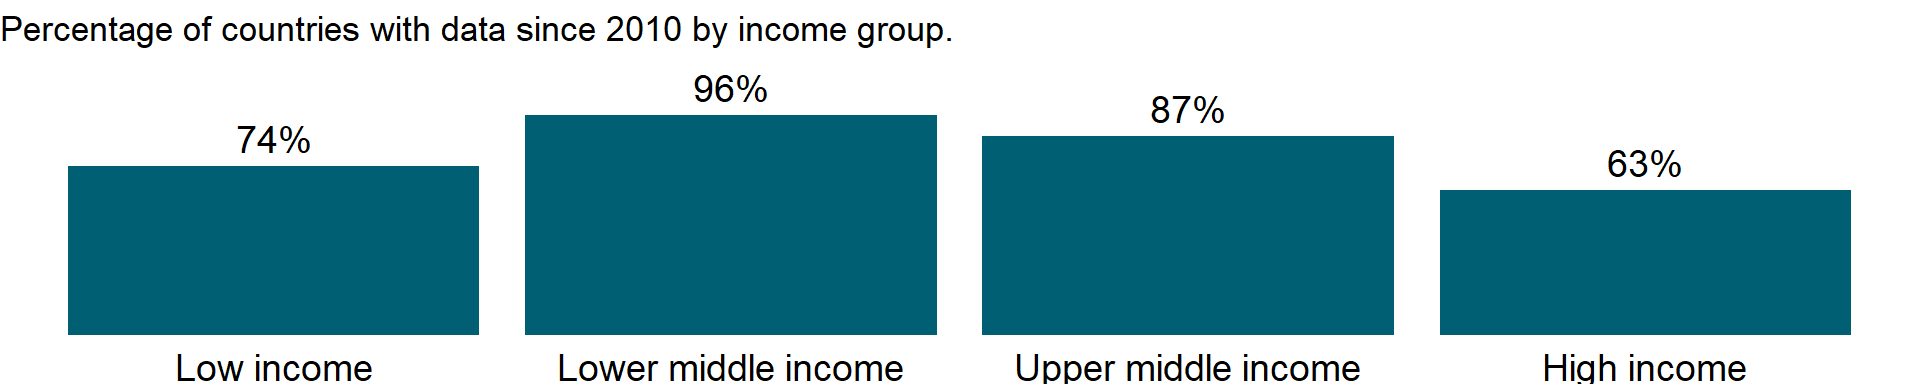 Percentage of countries with data since 2010 by income group.
74%
96%
87%
63%
Low income
Lower middle income
Upper middle income
High income